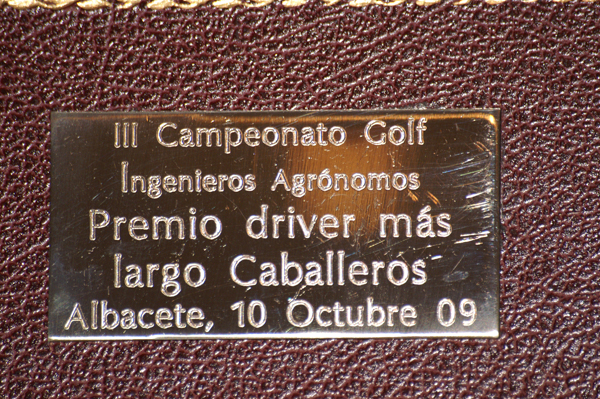 III Campeonato Golf
Ingenieros Agrónomos
Premio driver más
largo Caballeros
Albacete, 10 Octubre 09